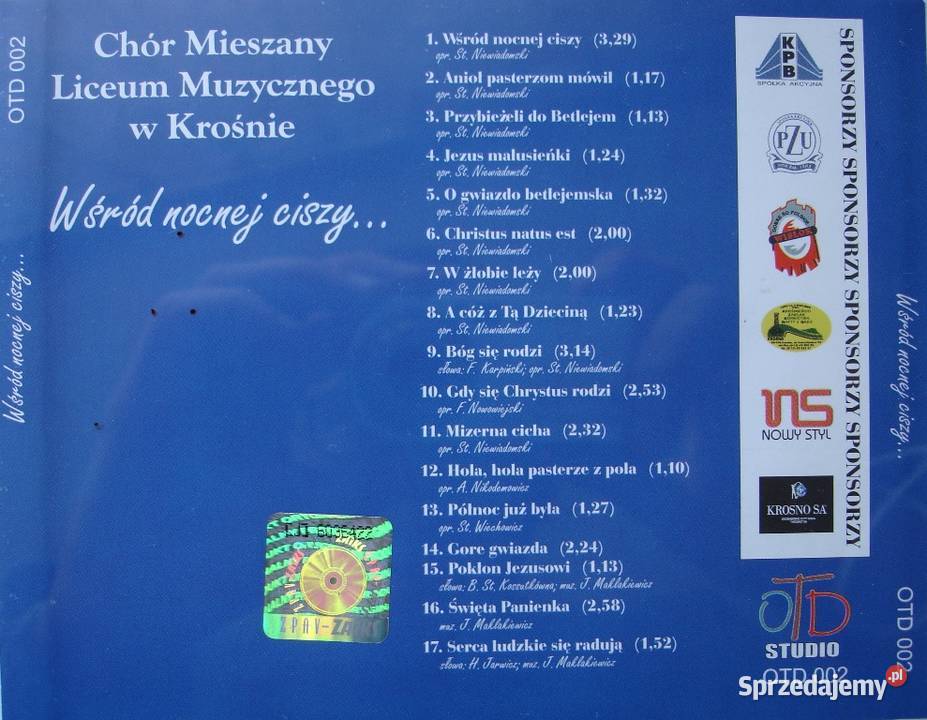 OTD 002
Chór Mieszany
Liceum Muzycznego
w Krośnie
Wśród nocnej ciszy...
Wśród nocnej ciszy...
1. Wśród nocnej ciszy (3,29)
opr. St. Niewiadomski
2. Anioł pasterzom mówił (1,17)
opr. St. Niewiadomski
3. Przybieżeli do Betlejem (1,13)
opr. St. Niewiadomski
4. Jezus malusieńki (1,24)
opr. St. Niewiadomski
5. O gwiazdo betlejemska (1,32)
opr. St. Niewiadomski
6. Christus natus est (2,00)
opr. St. Niewiadomski
7. W żłobie leży (2,00)
opr. St. Niewiadomski
8. A cóż z Tą Dzieciną (1,23)
opr. St. Niewiadomski
9. Bóg się rodzi (3,14)
słowa: F. Karpiński; opr. St. Niewiadomski
10. Gdy się Chrystus rodzi (2,53)
opr. F. Nowowiejski
11. Mizerna cicha (2,32)
opr. St. Niewiadomski
12. Hola, hola pasterze z pola (1,10)
opr. A. Nikodemowicz
13. Północ już była (1,27)
opr. St. Wiechowicz
14. Gore gwiazda (2,24)
15. Pokłon Jezusowi (1,13)
słowa: B. St. Kossutkówna; muz. J. Maklakiewicz
16. Święta Panienka (2,58)
muz. J. Maklakiewicz
17. Serca ludzkie się radują (1,52)
słowa: H. Jarwicz; muz. J. Maklakiewicz
ZPAV-ZAIKS
SPONSORZY SPONSORZY SPONSORZY SPONSORZY
KPB
SPÓŁKA AKCYJNA
PZU
WISŁOK
NS
NOWY STYL
KROSNO SA
OTD
STUDIO
OTD 002
Wśród nocnej ciszy...
OTD 002
Sprzedajemy.pl